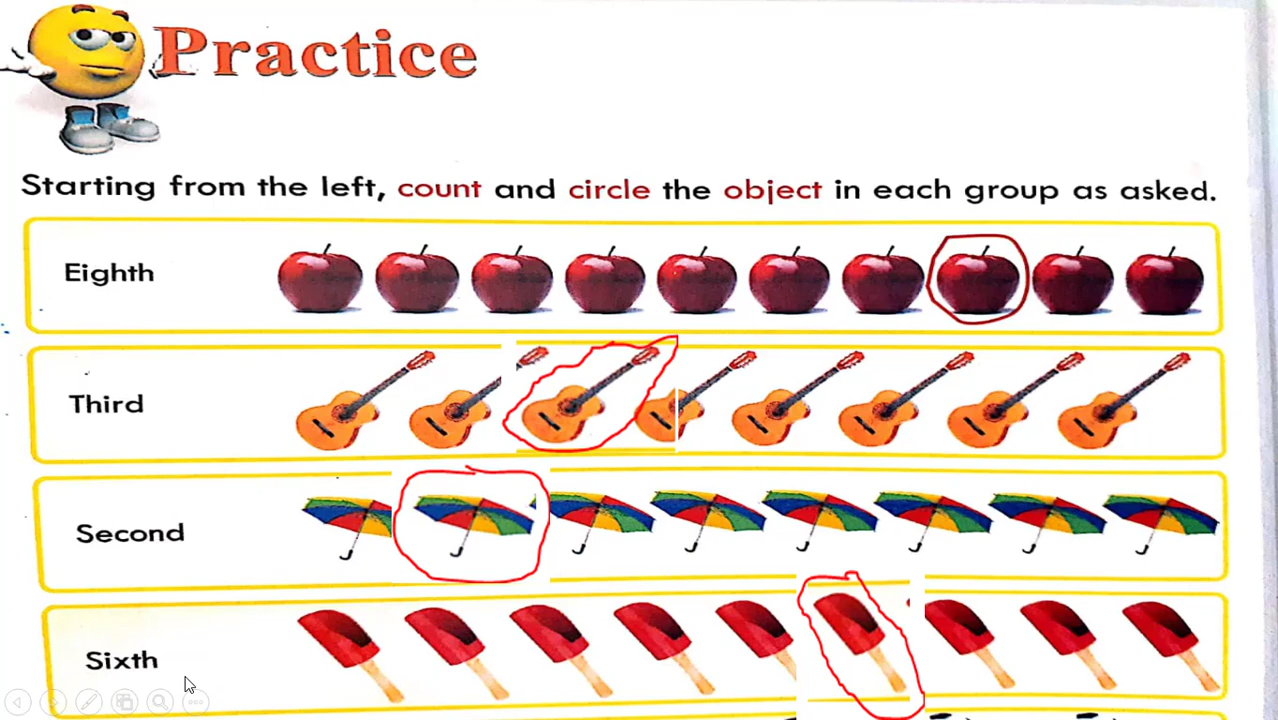 Practice
Starting from the left, count and circle the object in each group as asked.
Eighth
Third
Second
Sixth